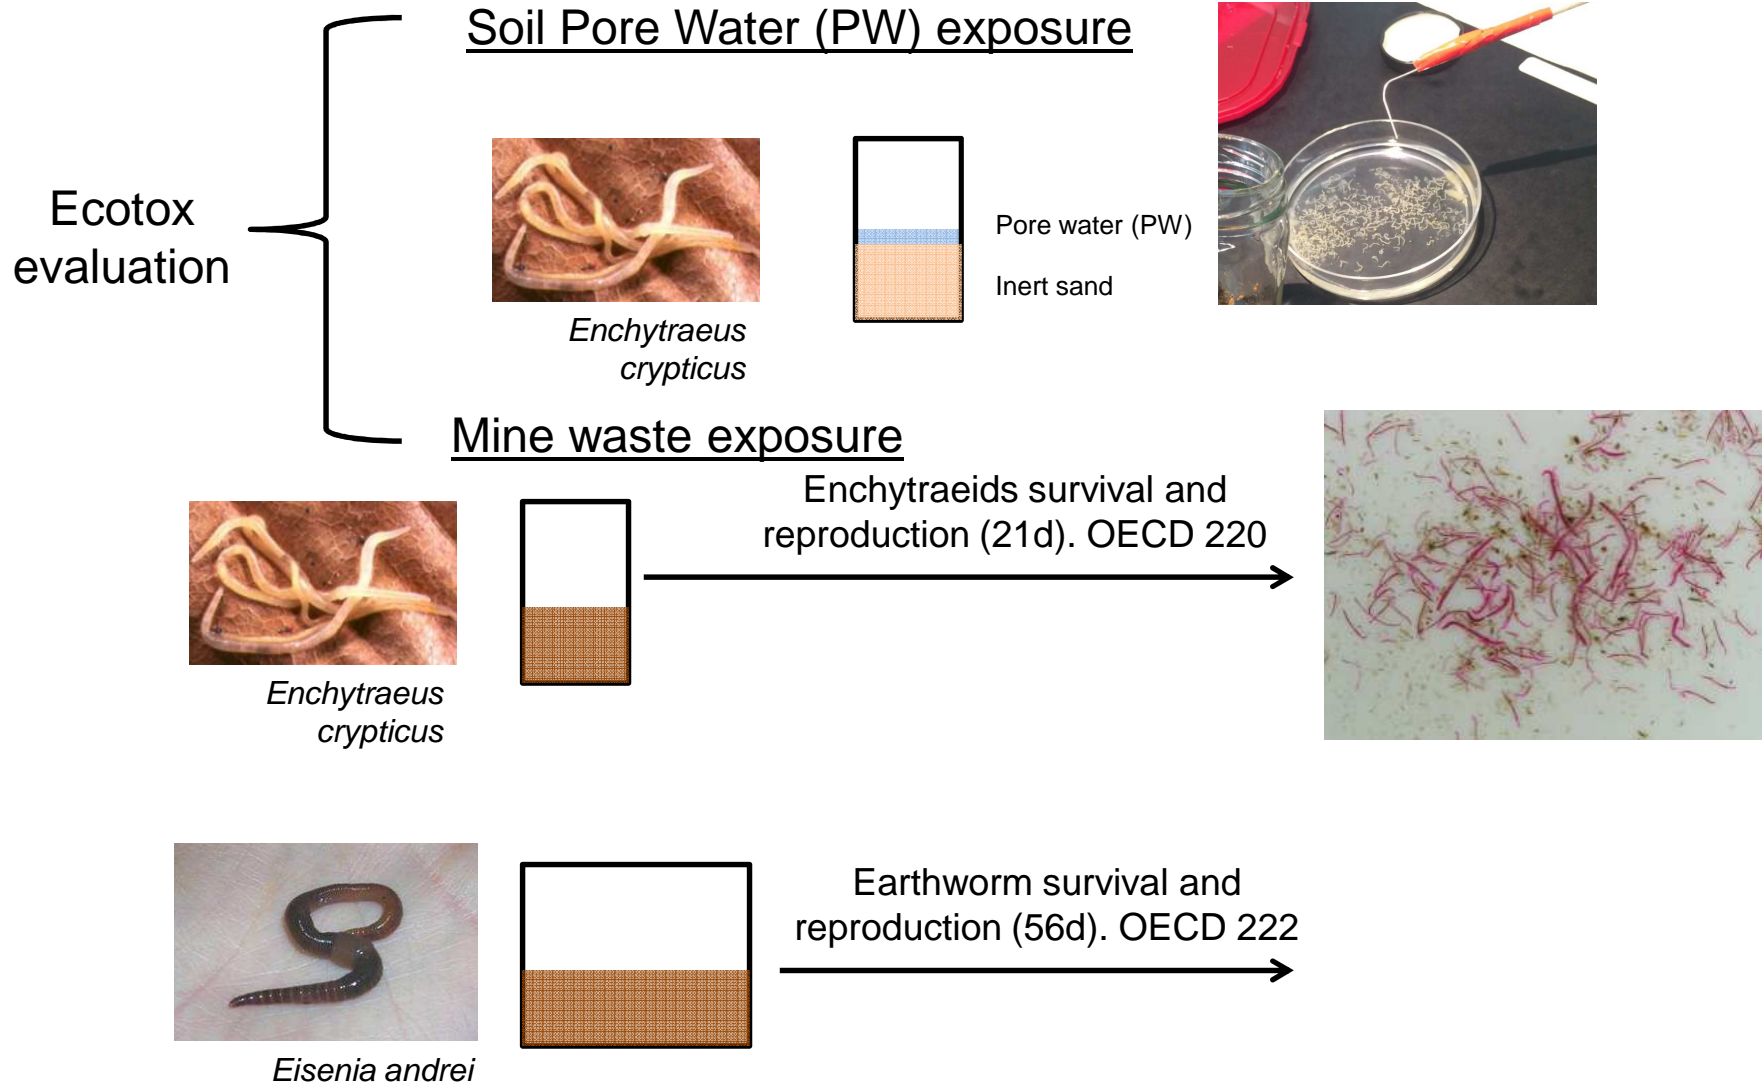 Soil Pore Water (PW) exposure
Ecotox
evaluation
Pore water (PW)
Inert sand
Enchytraeus
crypticus
Mine waste exposure
Enchytraeids survival and
reproduction (21d). OECD 220
Enchytraeus
crypticus
Earthworm survival and
reproduction (56d). OECD 222
Eisenia andrei